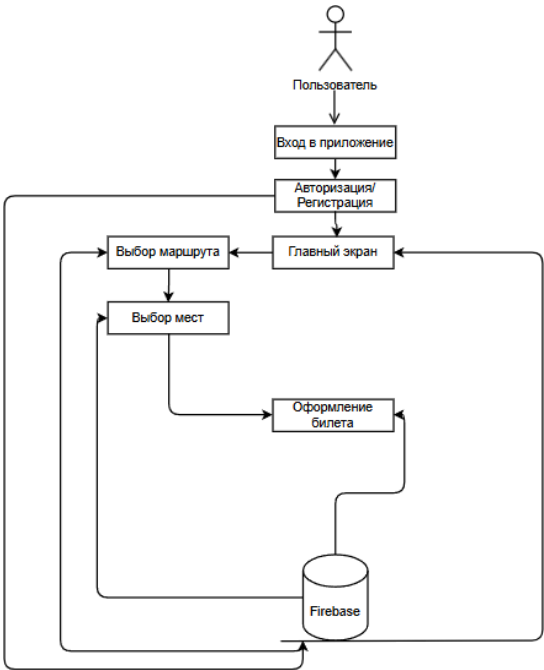 Пользователь
Вход в приложение
Авторизация/
Регистрация
Выбор маршрута
Главный экран
Выбор мест
Оформление
билета
Firebase